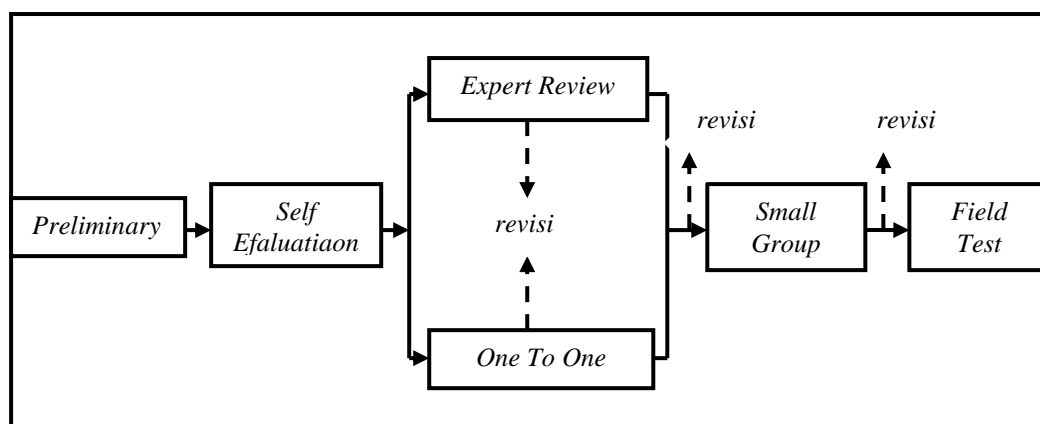 Preliminary
Self
Efaluatiaon
Expert Review
revisi
One To One
revisi
Small
Group
revisi
Field
Test